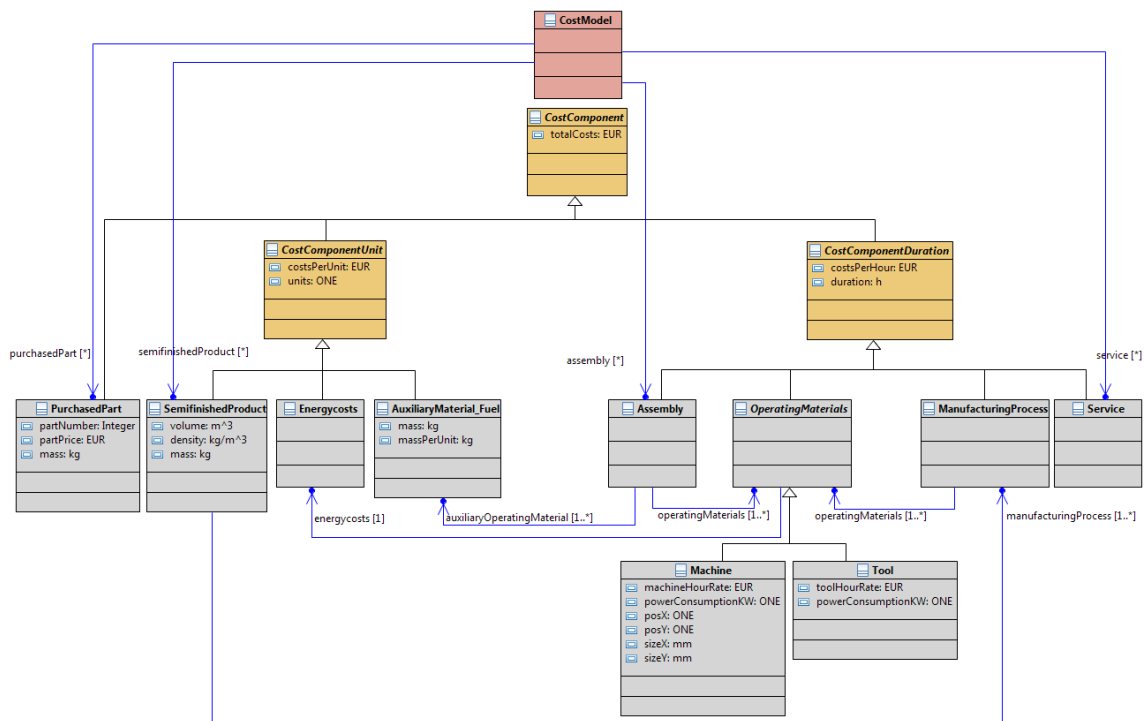 CostModel
CostComponent
totalCosts: EUR
CostComponentUnit
costsPerUnit: EUR
units: ONE
CostComponentDuration
costsPerHour: EUR
duration: h
purchasedPart [*]
semifinishedProduct [*]
assembly [*]
service [*]
PurchasedPart
partNumber: Integer
partPrice: EUR
mass: kg
SemifinishedProduct
volume: m^3
density: kg/m^3
mass: kg
Energycosts
AuxiliaryMaterial_Fuel
mass: kg
massPerUnit: kg
Assembly
OperatingMaterials
ManufacturingProcess
Service
energycosts [1]
auxiliaryOperatingMaterial [1..*]
operatingMaterials [1..*]
operatingMaterials [1..*]
manufacturingProcess [1..*]
Machine
machineHourRate: EUR
powerConsumptionKW: ONE
posX: ONE
posY: ONE
sizeX: mm
sizeY: mm
Tool
toolHourRate: EUR
powerConsumptionKW: ONE